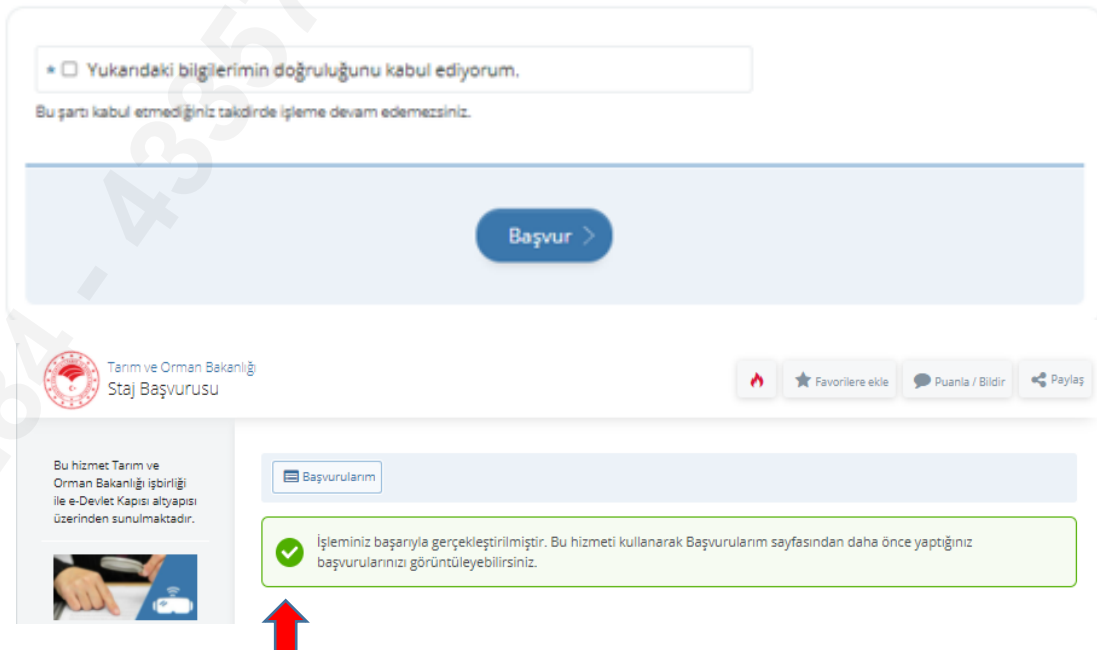 * Yukarıdaki bilgilerimin doğruluğunu kabul ediyorum.
Bu şartı kabul etmediğiniz takdirde işleme devam edemezsiniz.
Başvur
Tarım ve Orman Bakanlığı
Staj Başvurusu
Favorilere ekle
Puanla / Bildir
Paylaş
Bu hizmet Tarım ve
Orman Bakanlığı işbirliği
ile e-Devlet Kapısı altyapısı
üzerinden sunulmaktadır.
Başvurularım
İşleminiz başarıyla gerçekleştirilmiştir. Bu hizmeti kullanarak Başvurularım sayfasından daha önce yaptığınız
başvurularınızı görüntüleyebilirsiniz.